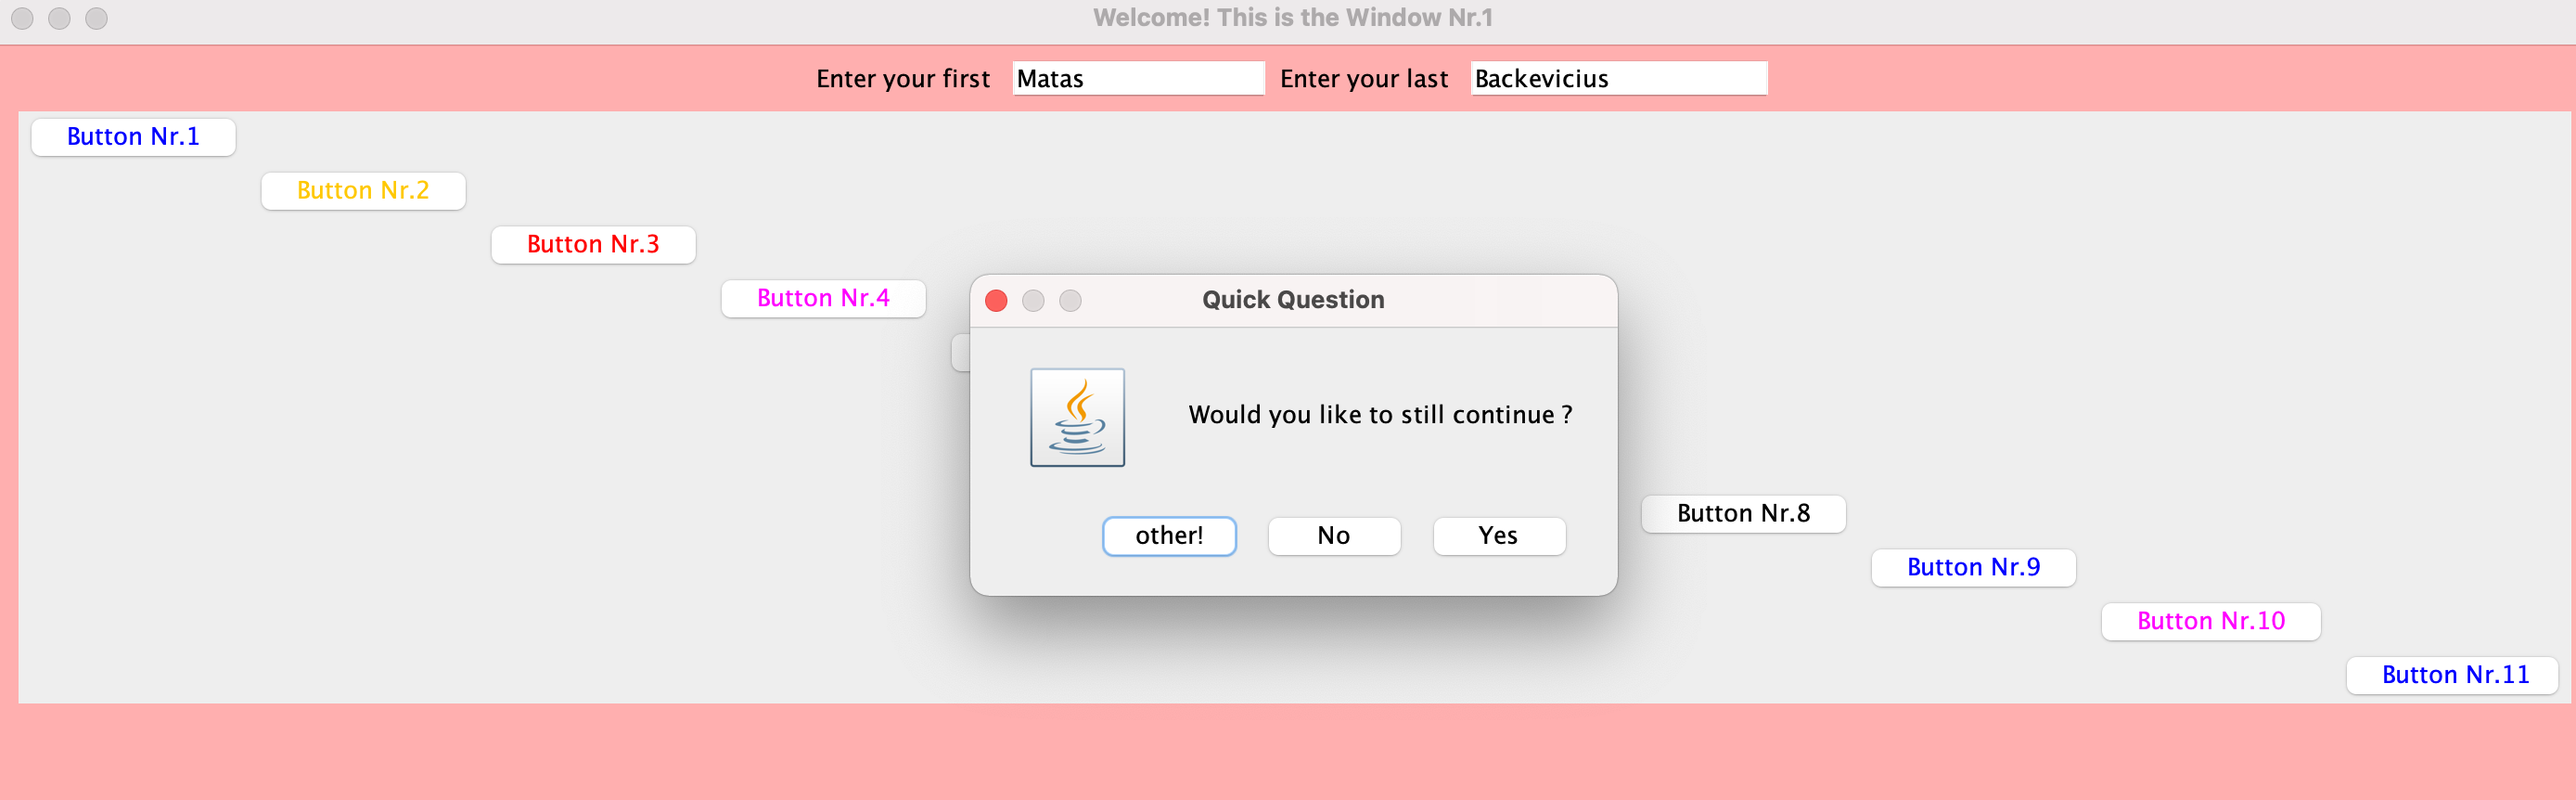 Welcome! This is the Window Nr.1
Enter your first Matas Enter your last Backevicius
Button Nr.1
Button Nr.2
Button Nr.3
Button Nr.4
Quick Question
Would you like to still continue ?
other! No Yes
Button Nr.8
Button Nr.9
Button Nr.10
Button Nr.11